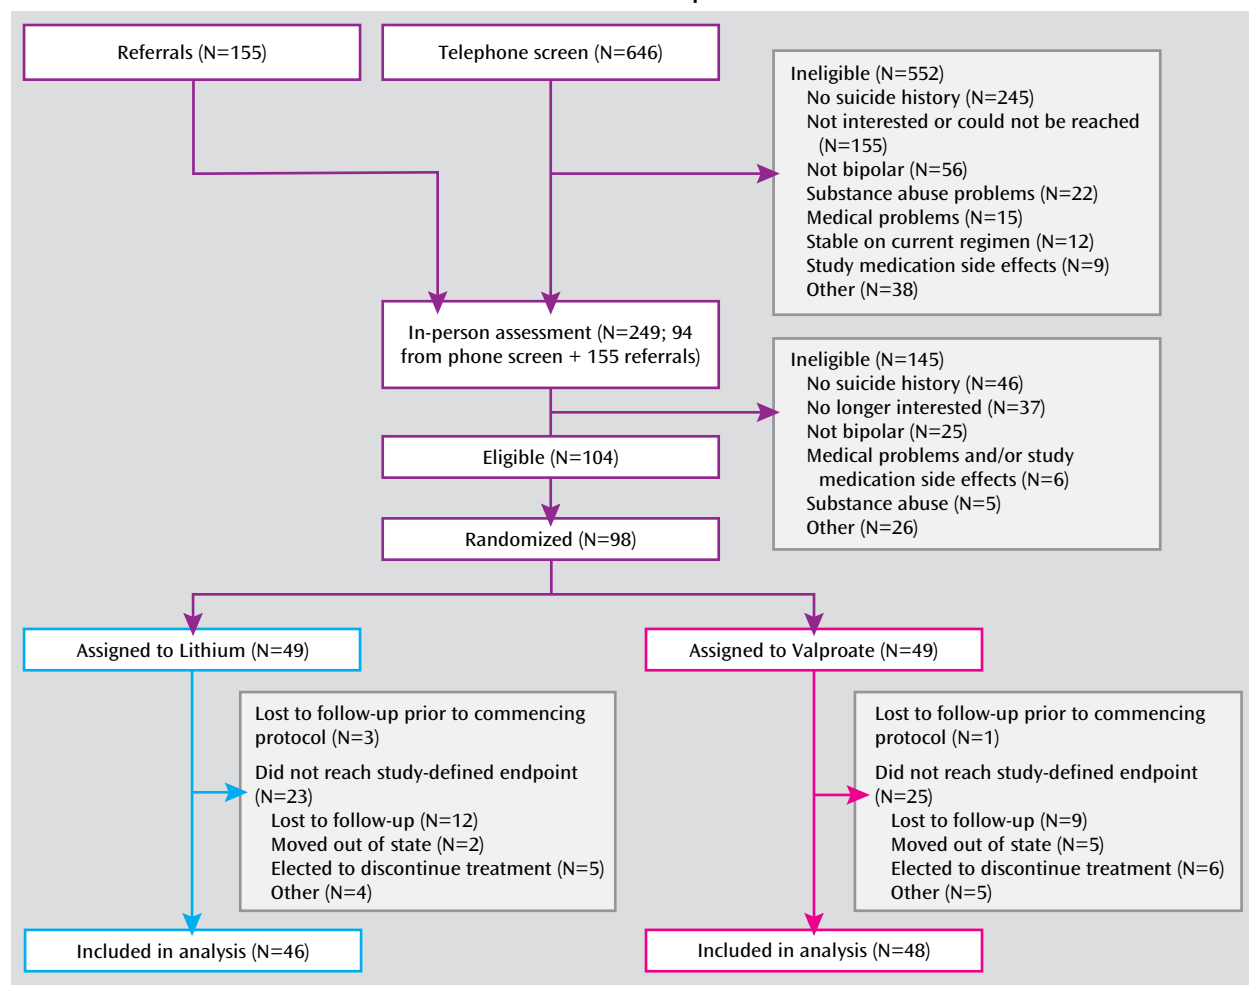 Referrals (N=155)
Telephone screen (N=646)
Ineligible (N=552)
No suicide history (N=245)
Not interested or could not be reached
(N=155)
Not bipolar (N=56)
Substance abuse problems (N=22)
Medical problems (N=15)
Stable on current regimen (N=12)
Study medication side effects (N=9)
Other (N=38)
In-person assessment (N=249; 94
from phone screen + 155 referrals)
Ineligible (N=145)
No suicide history (N=46)
No longer interested (N=37)
Not bipolar (N=25)
Medical problems and/or study
medication side effects (N=6)
Substance abuse (N=5)
Other (N=26)
Eligible (N=104)
Randomized (N=98)
Assigned to Lithium (N=49)
Assigned to Valproate (N=49)
Lost to follow-up prior to commencing
protocol (N=3)
Did not reach study-defined endpoint
(N=23)
Lost to follow-up (N=12)
Moved out of state (N=2)
Elected to discontinue treatment (N=5)
Other (N=4)
Lost to follow-up prior to commencing
protocol (N=1)
Did not reach study-defined endpoint
(N=25)
Lost to follow-up (N=9)
Moved out of state (N=5)
Elected to discontinue treatment (N=6)
Other (N=5)
Included in analysis (N=46)
Included in analysis (N=48)